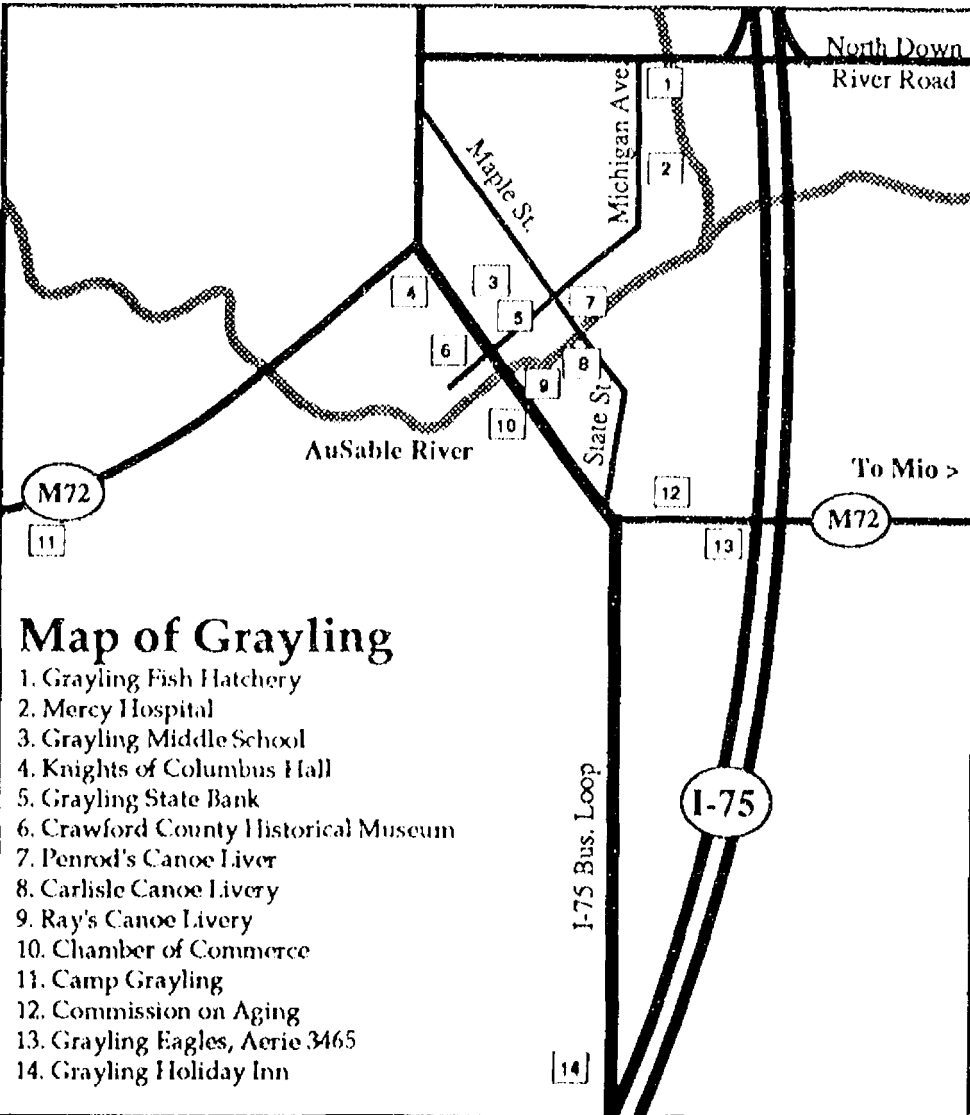 North Down
River Road
Michigan Ave
1
Maple St.
2
3
4
5
7
6
8
9
10
State St
AuSable River
To Mio >
M72
12
M72
11
13
Map of Grayling
1. Grayling Fish Hatchery
2. Mercy Hospital
3. Grayling Middle School
4. Knights of Columbus Hall
5. Grayling State Bank
6. Crawford County Historical Museum
7. Penrod's Canoe Liver
8. Carlisle Canoe Livery
9. Ray's Canoe Livery
10. Chamber of Commerce
11. Camp Grayling
12. Commission on Aging
13. Grayling Eagles, Aerie 3465
14. Grayling Holiday Inn
I-75 Bus. Loop
I-75
14